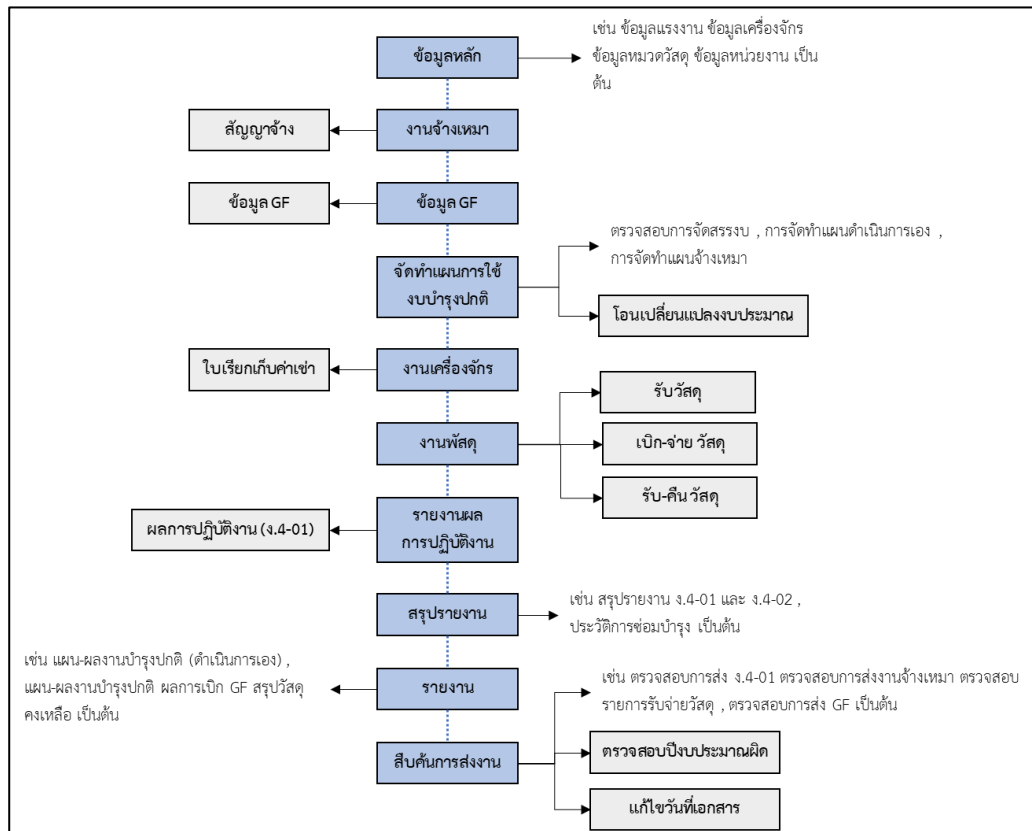 ข้อมูลหลัก
เช่น ข้อมูลแรงงาน ข้อมูลเครื่องจักร
ข้อมูลหมวดวัสดุ ข้อมูลหน่วยงาน เป็น
ต้น
สัญญาจ้าง
งานจ้างเหมา
ข้อมูล GF
ข้อมูล GF
จัดทำแผนการใช้
งบบำรุงปกติ
ตรวจสอบการจัดสรรงบ , การจัดทำแผนดำเนินการเอง ,
การจัดทำแผนจ้างเหมา
โอนเปลี่ยนแปลงงบประมาณ
ใบเรียกเก็บค่าเช่า
งานเครื่องจักร
งานพัสดุ
รับวัสดุ
เบิก-จ่าย วัสดุ
รับ-คืน วัสดุ
ผลการปฏิบัติงาน (ง.4-01)
รายงานผล
การปฏิบัติงาน
สรุปรายงาน
เช่น สรุปรายงาน ง.4-01 และ ง.4-02 ,
ประวัติการซ่อมบำรุง เป็นต้น
เช่น แผน-ผลงานบำรุงปกติ (ดำเนินการเอง) ,
แผน-ผลงานบำรุงปกติ ผลการเบิก GF สรุปวัสดุ
คงเหลือ เป็นต้น
รายงาน
สืบค้นการส่งงาน
เช่น ตรวจสอบการส่ง ง.4-01 ตรวจสอบการส่งงานจ้างเหมา ตรวจสอบ
รายการรับจ่ายวัสดุ , ตรวจสอบการส่ง GF เป็นต้น
ตรวจสอบปีงบประมาณผิด
แก้ไขวันที่เอกสาร